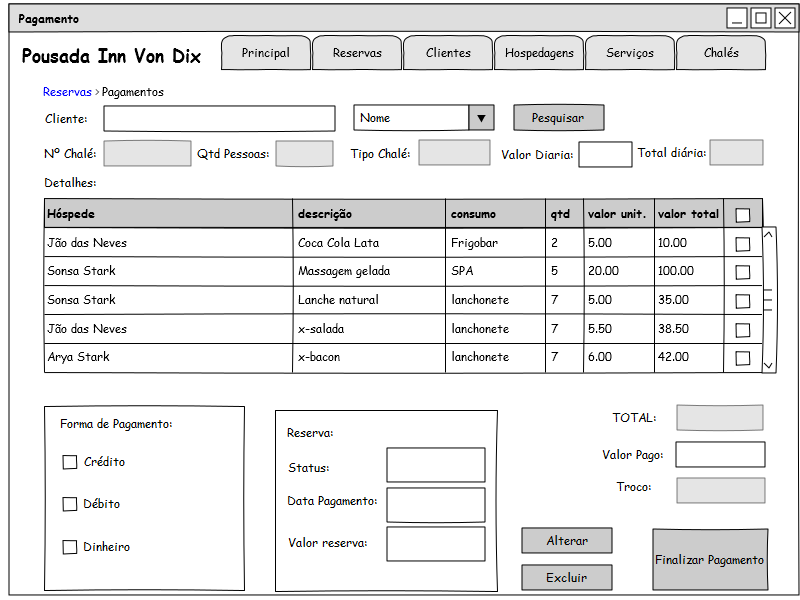 Pagamento
Pousada Inn Von Dix
Principal Reservas Clientes Hospedagens Serviços Chalés
Reservas > Pagamentos
Cliente: Nome Pesquisar
Nº Chalé: Qtd Pessoas: Tipo Chalé: Valor Diaria: Total diária:
Detalhes:
Hóspede descrição consumo qtd valor unit. valor total
Jão das Neves Coca Cola Lata Frigobar 2 5.00 10.00
Sonsa Stark Massagem gelada SPA 5 20.00 100.00
Sonsa Stark Lanche natural lanchonete 7 5.00 35.00
Jão das Neves x-salada lanchonete 7 5.50 38.50
Arya Stark x-bacon lanchonete 7 6.00 42.00
Forma de Pagamento:
Crédito
Débito
Dinheiro
Reserva:
Status:
Data Pagamento:
Valor reserva:
TOTAL:
Valor Pago:
Troco:
Alterar
Excluir
Finalizar Pagamento